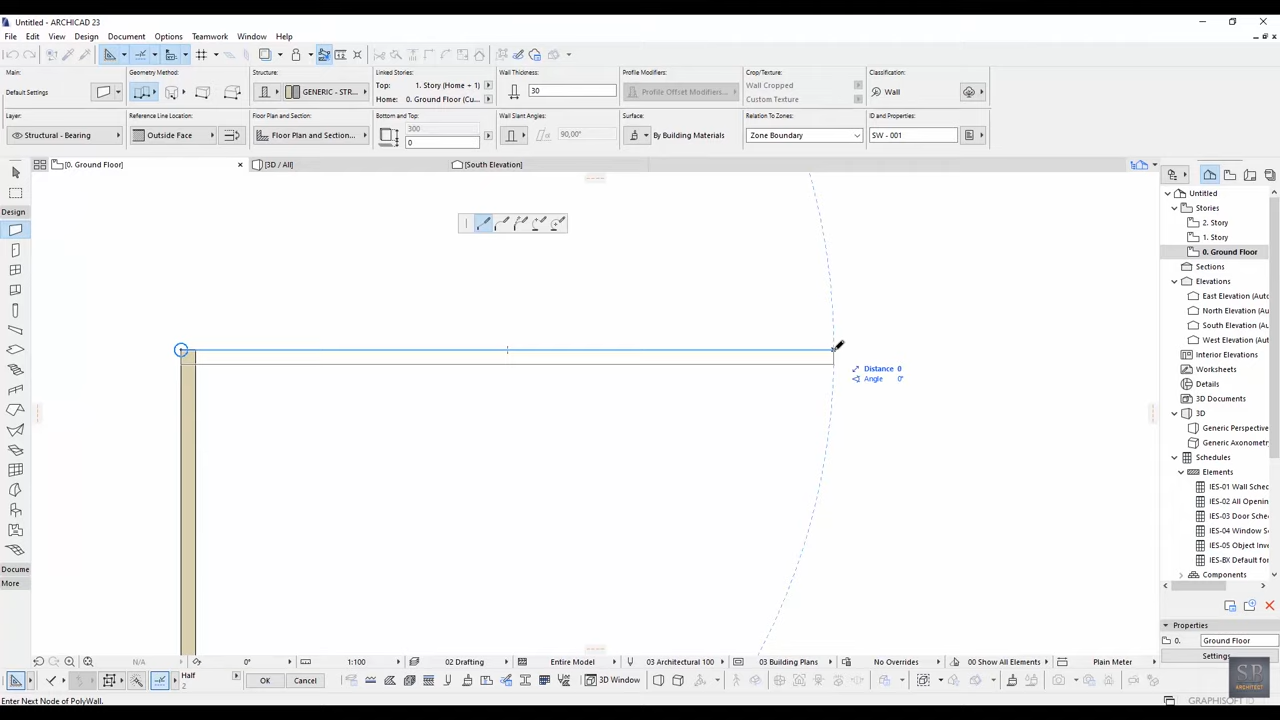 Untitled - ARCHICAD 23
File Edit View Design Document Options Teamwork Window Help
Main: Geometry Method: Structure: Linked Stories: Wall Thickness: Profile Modifiers: Crop/Texture: Classification:
Default Settings GENERIC - STR... Top: 1. Story (Home + 1) 30 Profile Offset Modifiers... Wall Cropped Wall
Home: 0. Ground Floor (Cu... Custom Texture
Layer: Reference Line Location: Floor Plan and Section: Bottom and Top: Wall Slant Angles: Surface: Relation To Zones: ID and Properties:
Structural - Bearing Outside Face Floor Plan and Section... 300 90,00° By Building Materials Zone Boundary SW - 001
0
[0. Ground Floor] [3D / All] [South Elevation]
Design
Distance 0
Angle 0°
Docume
More
Untitled
Stories
2. Story
1. Story
0. Ground Floor
Sections
Elevations
East Elevation (Auto
North Elevation (Au
South Elevation (Au
West Elevation (Aut
Interior Elevations
Worksheets
Details
3D Documents
3D
Generic Perspective
Generic Axonometr
Schedules
Elements
IES-01 Wall Sched
IES-02 All Opening
IES-03 Door Sche
IES-04 Window S
IES-05 Object Inv
IES-BX Default for
Components
Properties
0. Ground Floor
Settings
N/A 0° 1:100 02 Drafting Entire Model 03 Architectural 100 03 Building Plans No Overrides 00 Show All Elements Plain Meter
Half
2
OK Cancel 3D Window
Enter Next Node of PolyWall.
GRAPHISOFT ID
SP
ARCHITECT